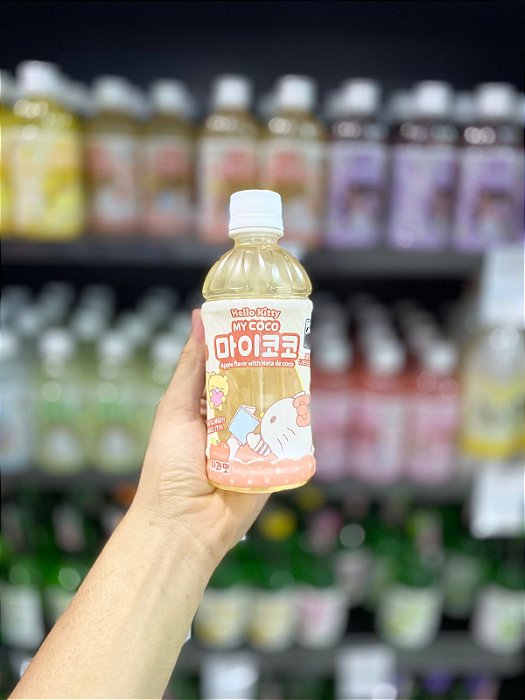 Hello Kitty
MY COCO
마이코코
Apple flavor with Nata de coco
사과맛